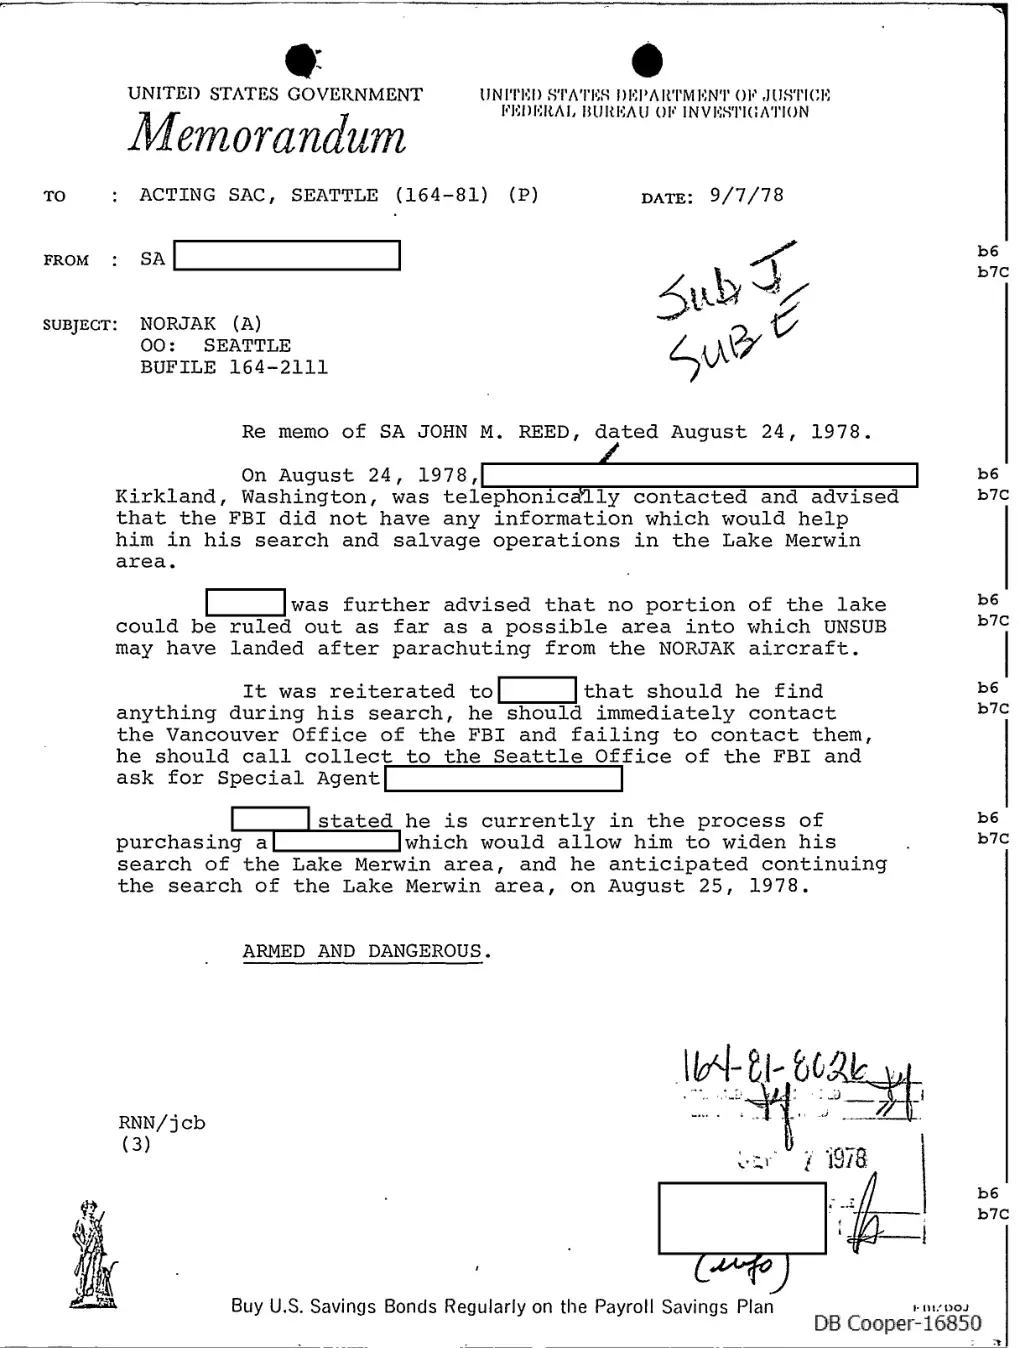 UNITED STATES GOVERNMENT
UNITED STATES DEPARTMENT OF JUSTICE
FEDERAL BUREAU OF INVESTIGATION
Memorandum
TO : ACTING SAC, SEATTLE (164-81) (P) DATE: 9/7/78
FROM : SA b6
b7C
Sub J
SUB E
SUBJECT: NORJAK (A)
OO: SEATTLE
BUFILE 164-2111
Re memo of SA JOHN M. REED, dated August 24, 1978.
On August 24, 1978, b6
Kirkland, Washington, was telephonically contacted and advised b7C
that the FBI did not have any information which would help
him in his search and salvage operations in the Lake Merwin
area.
was further advised that no portion of the lake b6
could be ruled out as far as a possible area into which UNSUB b7C
may have landed after parachuting from the NORJAK aircraft.
It was reiterated to that should he find b6
anything during his search, he should immediately contact b7C
the Vancouver Office of the FBI and failing to contact them,
he should call collect to the Seattle Office of the FBI and
ask for Special Agent
stated he is currently in the process of b6
purchasing a which would allow him to widen his b7C
search of the Lake Merwin area, and he anticipated continuing
the search of the Lake Merwin area, on August 25, 1978.
ARMED AND DANGEROUS.
RNN/jcb
(3)
7 1978
b6
b7C
(info)
Buy U.S. Savings Bonds Regularly on the Payroll Savings Plan
FBI/DOJ
DB Cooper-16850